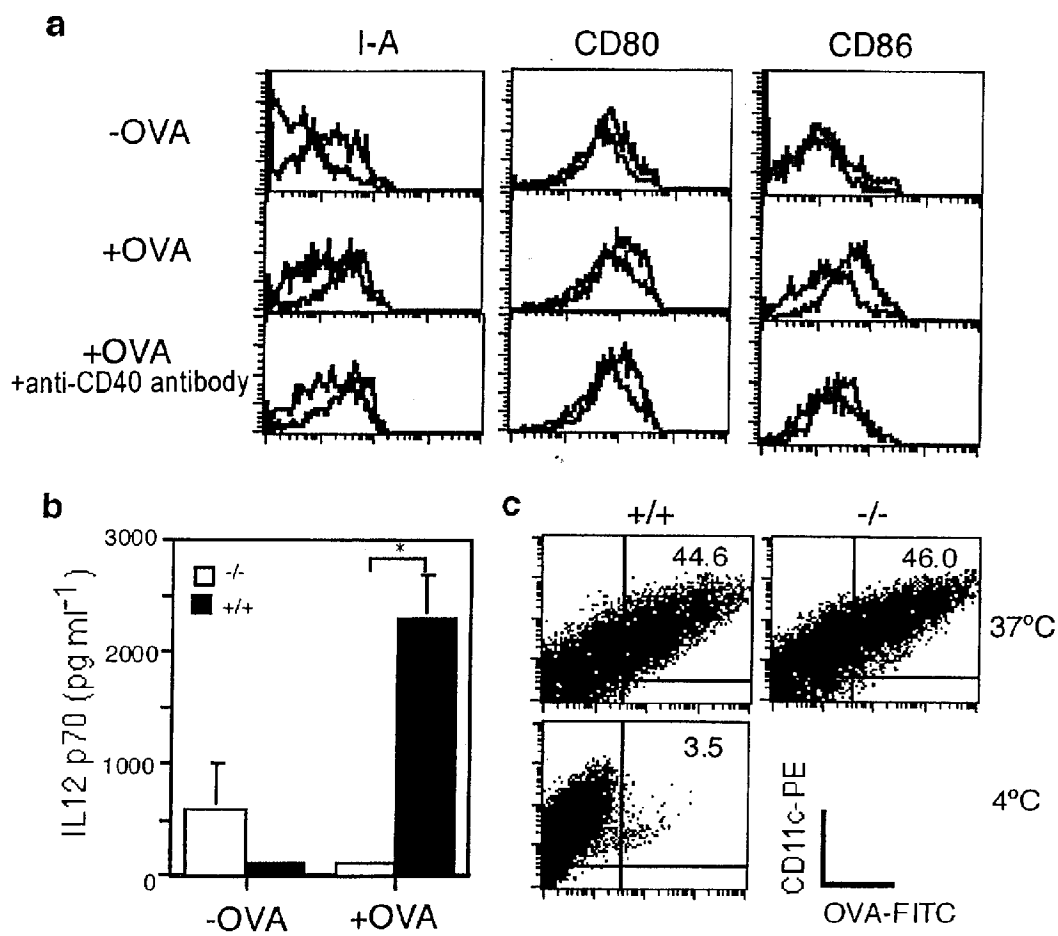 a
I-A CD80 CD86
-OVA
+OVA
+OVA
+anti-CD40 antibody
b
IL12 p70 (pg ml⁻¹)
3000
2000
1000
0
-/-
+/+
*
-OVA +OVA
c
+/+ -/-
44.6 46.0
37°C
3.5
4°C
CD11c-PE
OVA-FITC